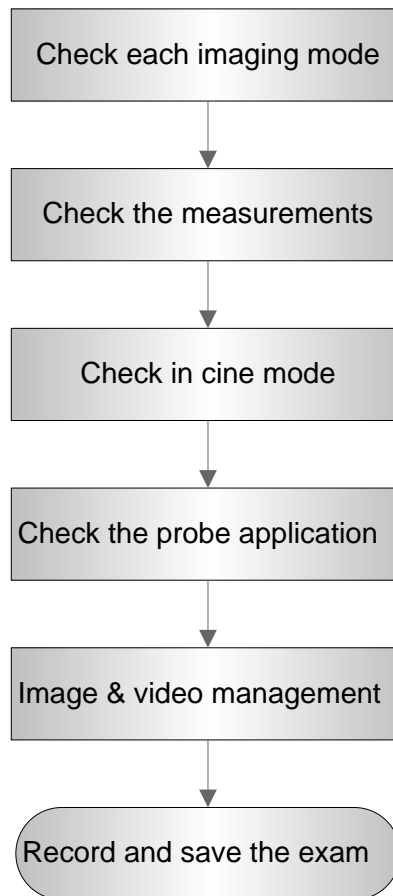 Check each imaging mode
Check the measurements
Check in cine mode
Check the probe application
Image & video management
Record and save the exam